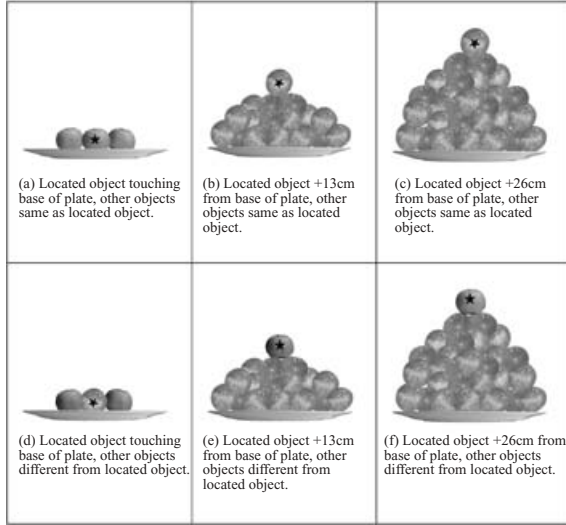 (a) Located object touching
base of plate, other objects
same as located object.
(b) Located object +13cm
from base of plate, other
objects same as located
object.
(c) Located object +26cm
from base of plate, other
objects same as located
object.
(d) Located object touching
base of plate, other objects
different from located object.
(e) Located object +13cm
from base of plate, other
objects different from
located object.
(f) Located object +26cm from
base of plate, other objects
different from located object.